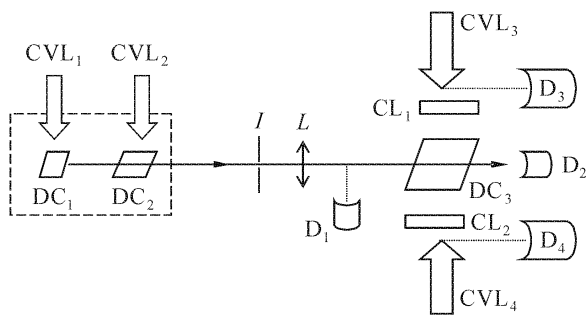 CVL₁ CVL₂ CVL₃
D₃
CL₁
I L
DC₁ DC₂ DC₃ D₂
D₁ CL₂ D₄
CVL₄